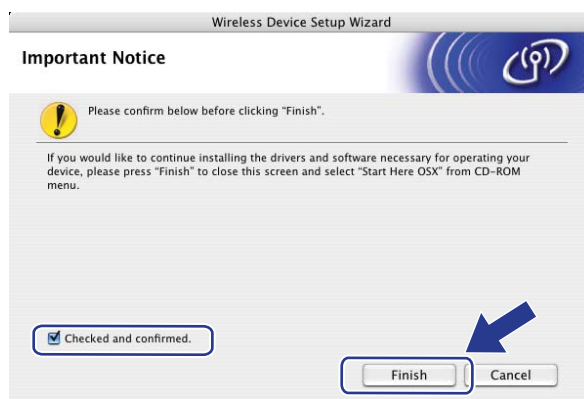 Wireless Device Setup Wizard
Important Notice
Please confirm below before clicking “Finish”.
If you would like to continue installing the drivers and software necessary for operating your
device, please press “Finish” to close this screen and select “Start Here OSX” from CD-ROM
menu.
Checked and confirmed.
Finish
Cancel